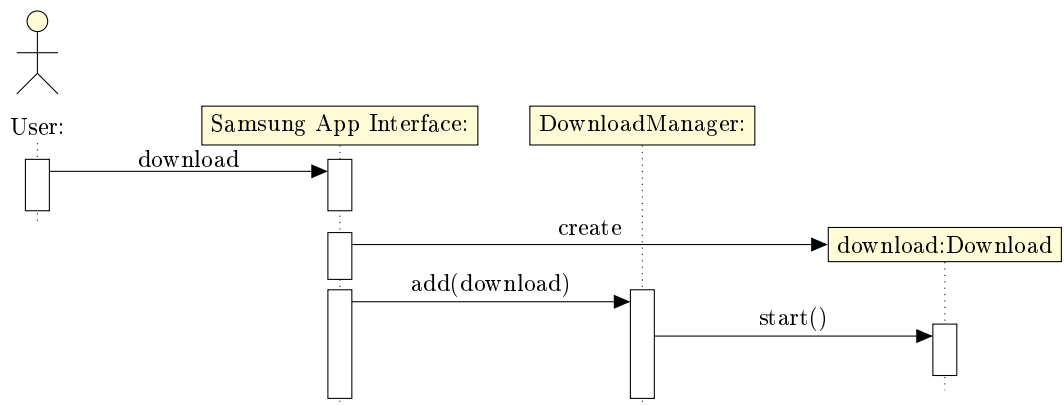 User:
Samsung App Interface:
DownloadManager:
download
create
download:Download
add(download)
start()